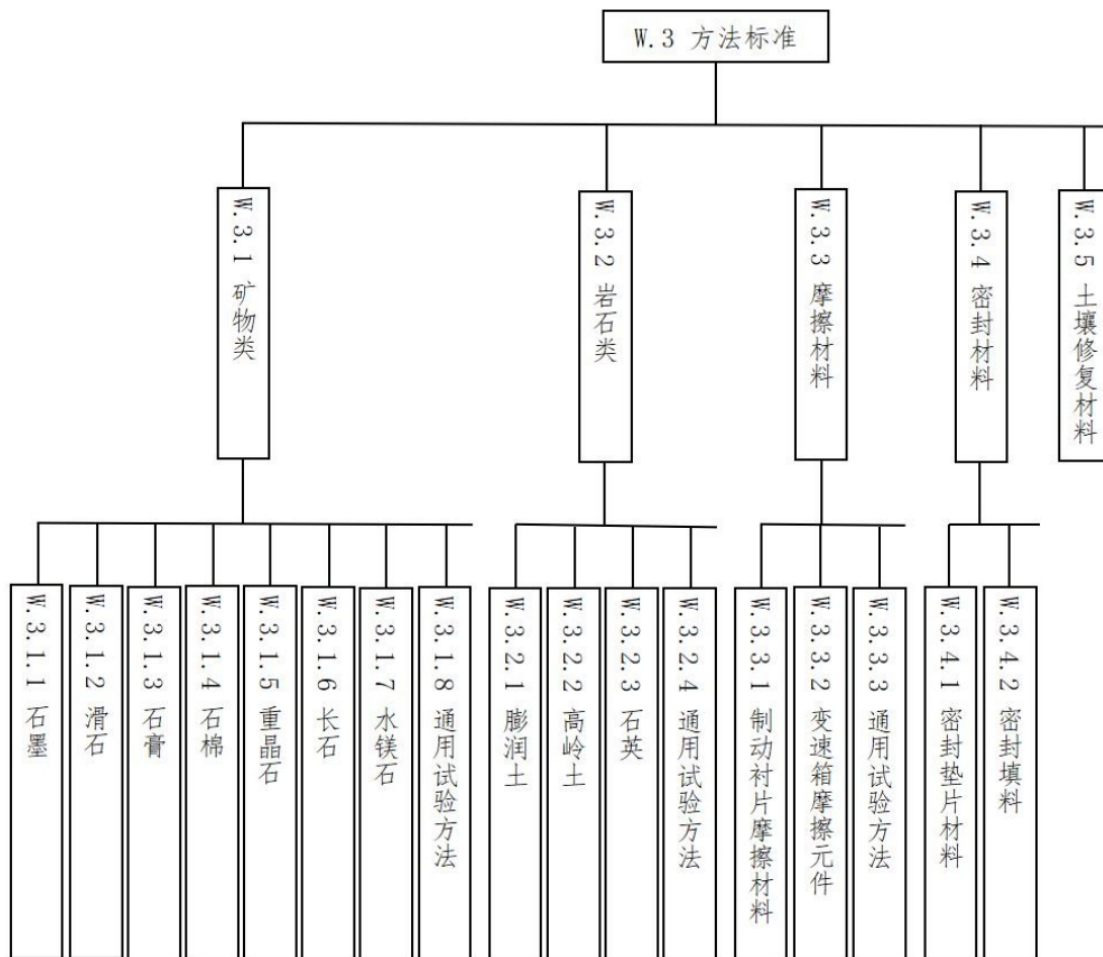 W.3 方法标准
W.3.1 矿物类
W.3.2 岩石类
W.3.3 摩擦材料
W.3.4 密封材料
W.3.5 土壤修复材料
W.3.1.1 石墨
W.3.1.2 滑石
W.3.1.3 石膏
W.3.1.4 石棉
W.3.1.5 重晶石
W.3.1.6 长石
W.3.1.7 水镁石
W.3.1.8 通用试验方法
W.3.2.1 膨润土
W.3.2.2 高岭土
W.3.2.3 石英
W.3.2.4 通用试验方法
W.3.3.1 制动衬片摩擦材料
W.3.3.2 变速箱摩擦元件
W.3.3.3 通用试验方法
W.3.4.1 密封垫片材料
W.3.4.2 密封填料